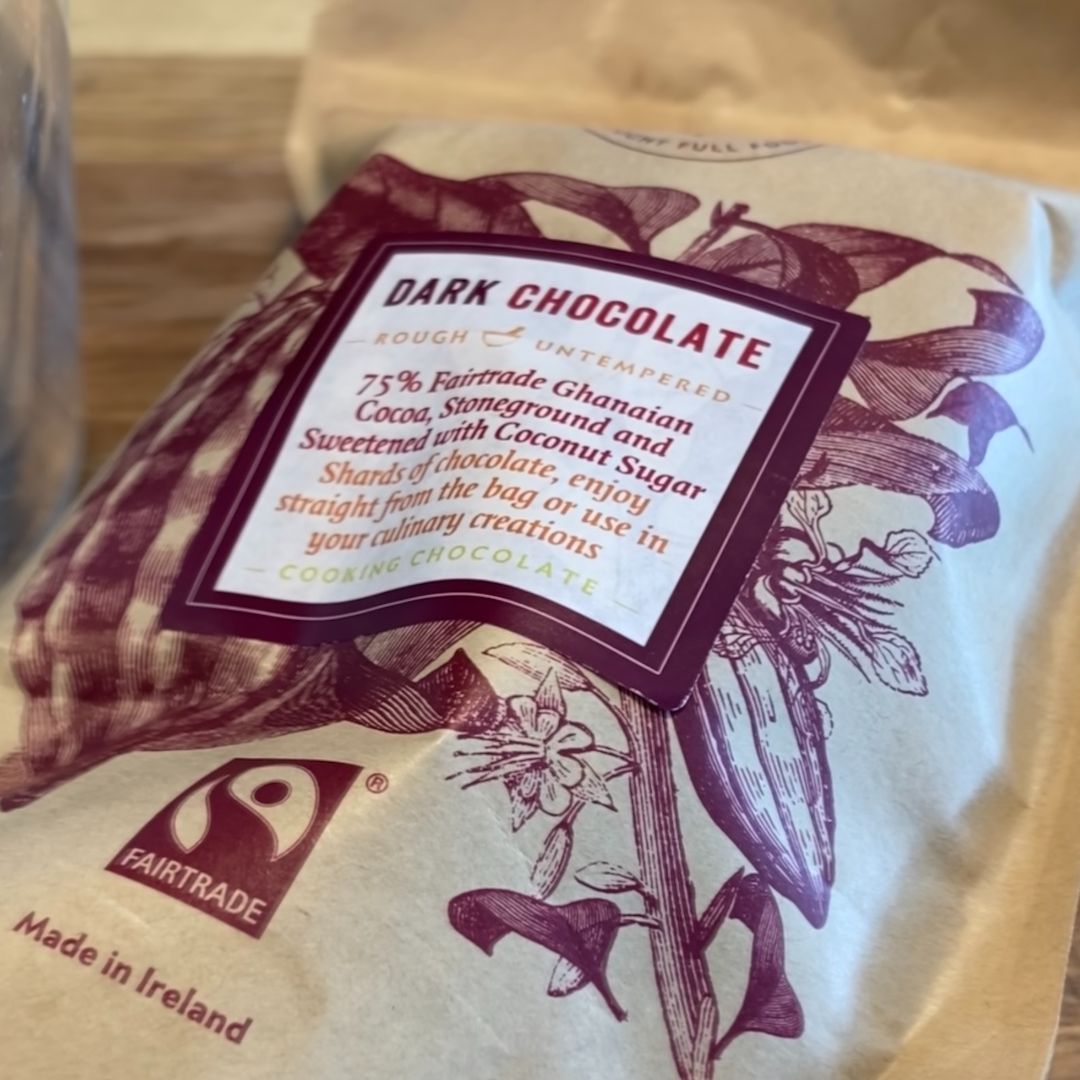 FULL
DARK CHOCOLATE
ROUGH UNTEMPERED
75% Fairtrade Ghanaian
Cocoa, Stoneground and
Sweetened with Coconut Sugar
Shards of chocolate, enjoy
straight from the bag or use in
your culinary creations
COOKING CHOCOLATE
®
FAIRTRADE
Made in Ireland